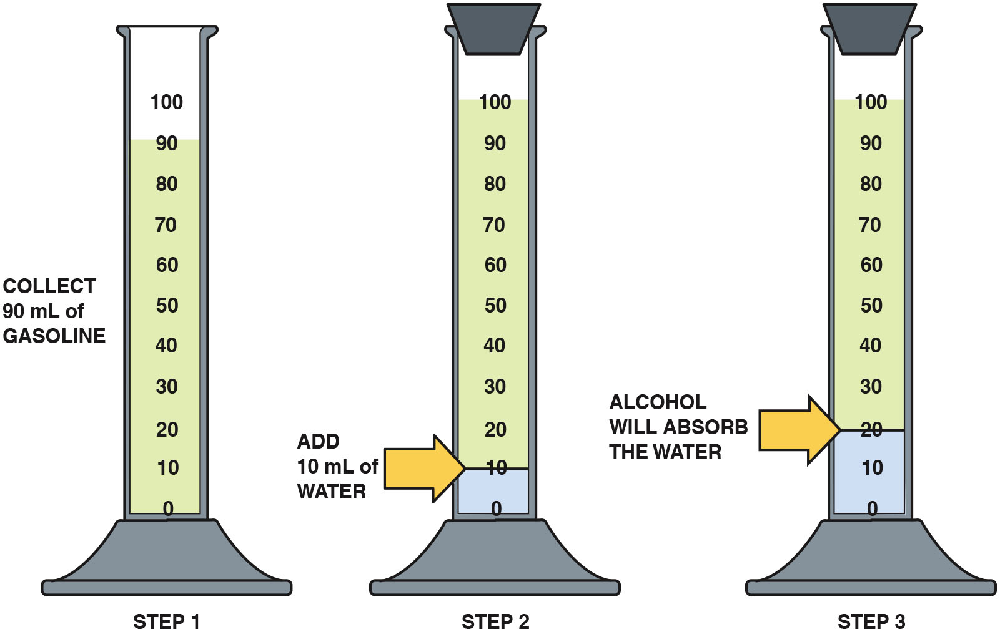 100
90
80
70
60
50
40
30
20
10
0
COLLECT
90 mL of
GASOLINE
STEP 1
100
90
80
70
60
50
40
30
20
10
0
ADD
10 mL of
WATER
STEP 2
100
90
80
70
60
50
40
30
20
10
0
ALCOHOL
WILL ABSORB
THE WATER
STEP 3